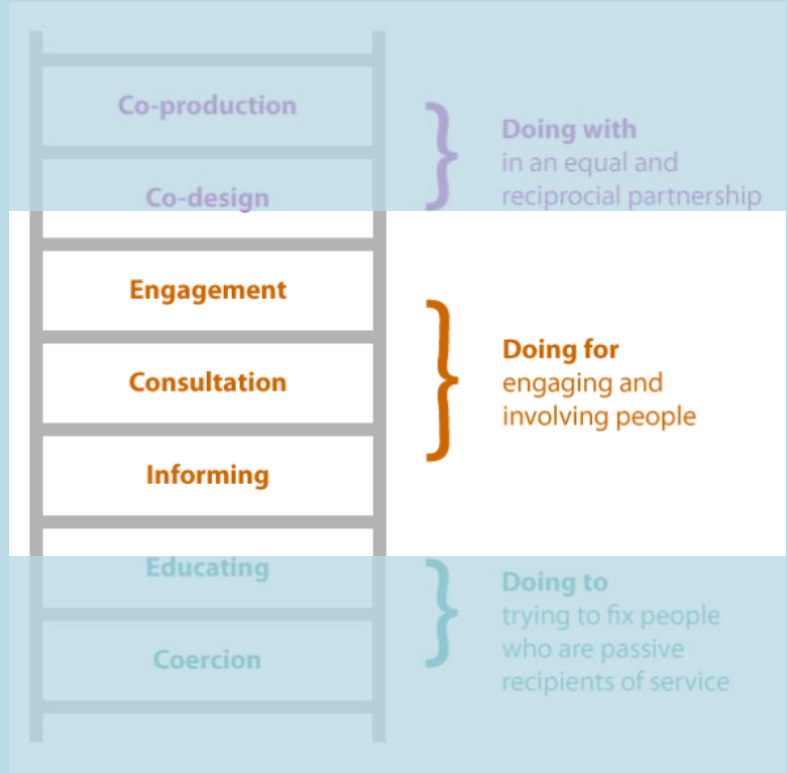 Co-production
Co-design
Doing with
in an equal and
reciprocial partnership
Engagement
Consultation
Informing
Doing for
engaging and
involving people
Educating
Coercion
Doing to
trying to fix people
who are passive
recipients of service